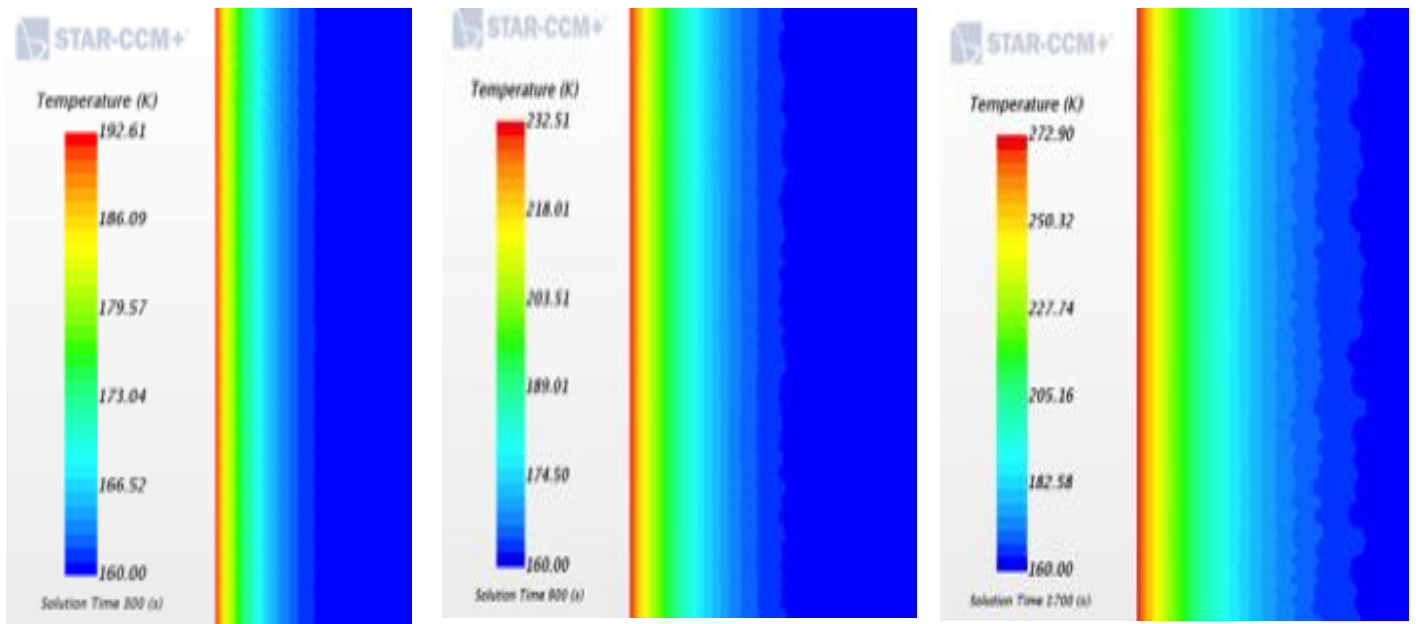 STAR-CCM+
Temperature (K)
192.61
186.09
179.57
173.04
166.52
160.00
Solution Time 300 (s)
STAR-CCM+
Temperature (K)
232.51
218.01
203.51
189.01
174.50
160.00
Solution Time (s)
STAR-CCM+
Temperature (K)
272.90
250.32
227.74
205.16
182.58
160.00
Solution Time 1700 (s)